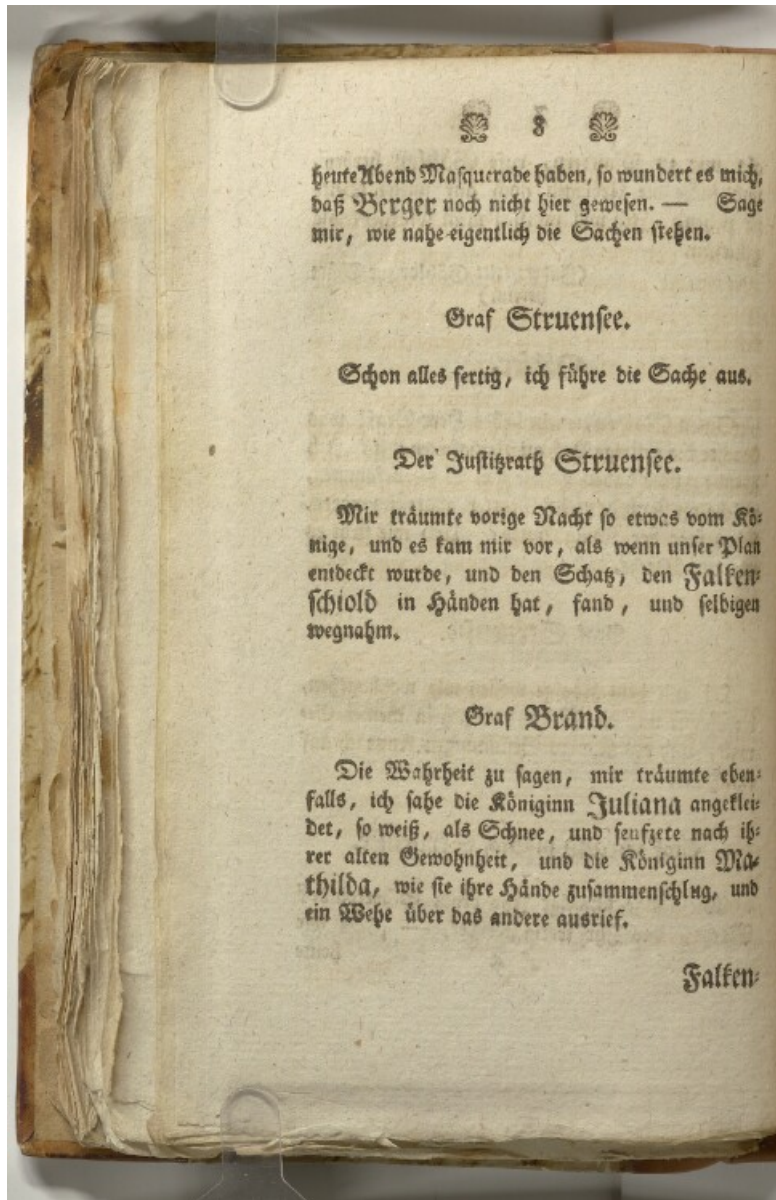 8
heute Abend Masquerade haben, so wundert es mich,
daß Berger noch nicht hier gewesen. — Sage
mir, wie nahe eigentlich die Sachen stehen.
Graf Struensee.
Schon alles fertig, ich führe die Sache aus.
Der Justitzrath Struensee.
Mir träumte vorige Nacht so etwas vom Kö-
nige, und es kam mir vor, als wenn unser Plan
entdeckt wurde, und den Schatz, den Falken-
schiold in Händen hat, fand, und selbigen
wegnahm.
Graf Brand.
Die Wahrheit zu sagen, mir träumte eben-
falls, ich sahe die Königinn Juliana angeklei-
det, so weiß, als Schnee, und seufzete nach ih-
rer alten Gewohnheit, und die Königinn Ma-
thilda, wie sie ihre Hände zusammenschlug, und
ein Wehe über das andere ausrief.
Falken-